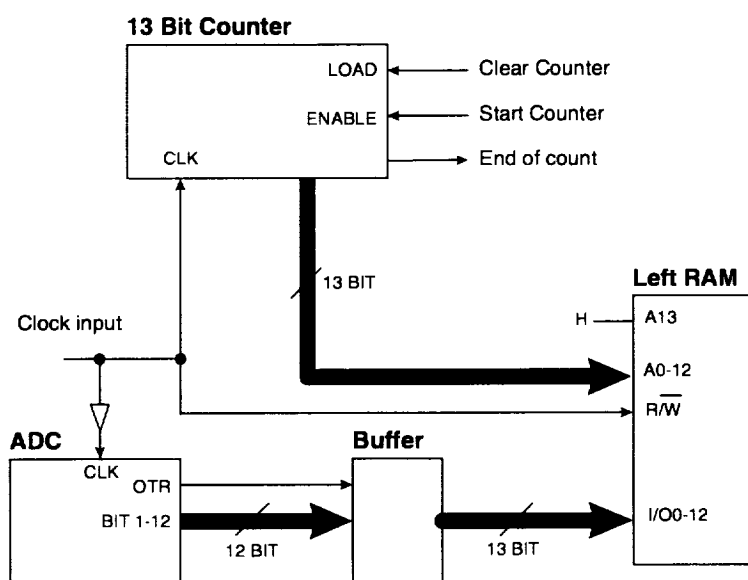 13 Bit Counter
LOAD
Clear Counter
ENABLE
Start Counter
CLK
End of count
13 BIT
Left RAM
Clock input
H
A13
A0-12
R/W
ADC
Buffer
CLK
OTR
BIT 1-12
I/O0-12
12 BIT
13 BIT